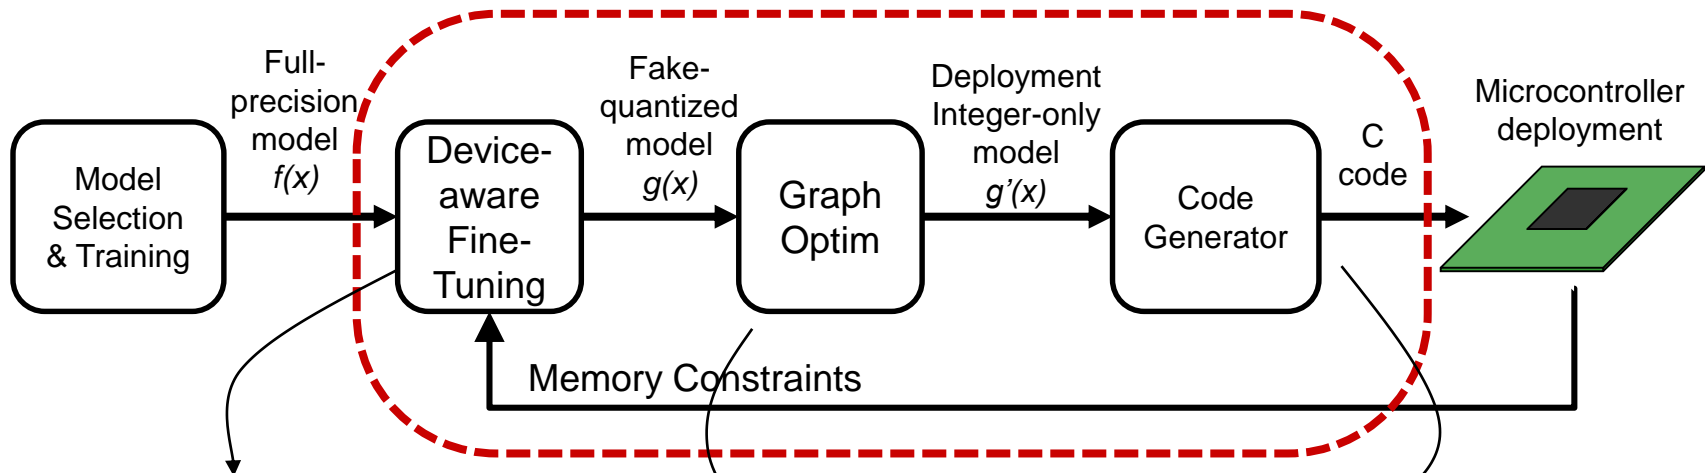 Model
Selection
& Training
Full-
precision
model
f(x)
Device-
aware
Fine-
Tuning
Fake-
quantized
model
g(x)
Graph
Optim
Deployment
Integer-only
model
g’(x)
Code
Generator
C
code
Microcontroller
deployment
Memory Constraints